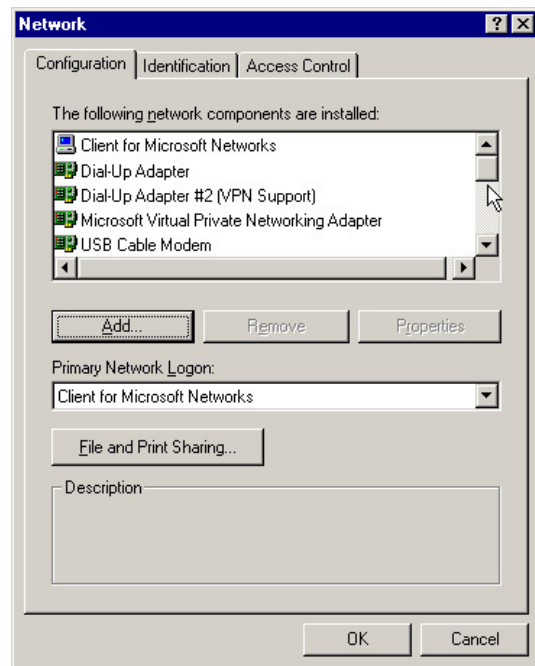 Network
Configuration Identification Access Control
The following network components are installed:
Client for Microsoft Networks
Dial-Up Adapter
Dial-Up Adapter #2 (VPN Support)
Microsoft Virtual Private Networking Adapter
USB Cable Modem
Add... Remove Properties
Primary Network Logon:
Client for Microsoft Networks
File and Print Sharing...
Description
OK Cancel